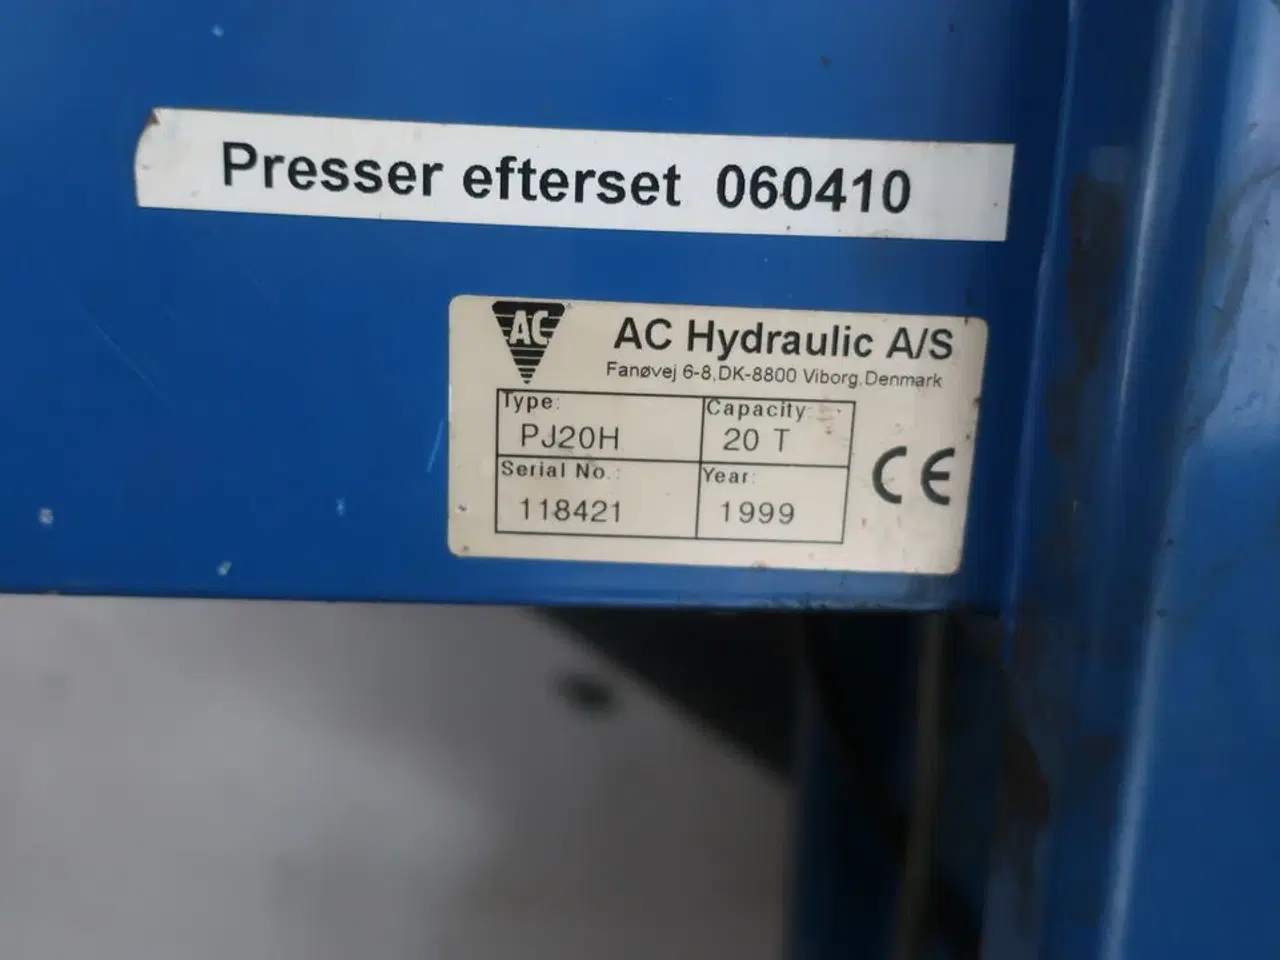 Presser efterset 060410
AC
AC Hydraulic A/S
Fanøvej 6-8,DK-8800 Viborg,Denmark
Type: Capacity:
PJ20H 20 T
Serial No.: Year:
118421 1999
CE